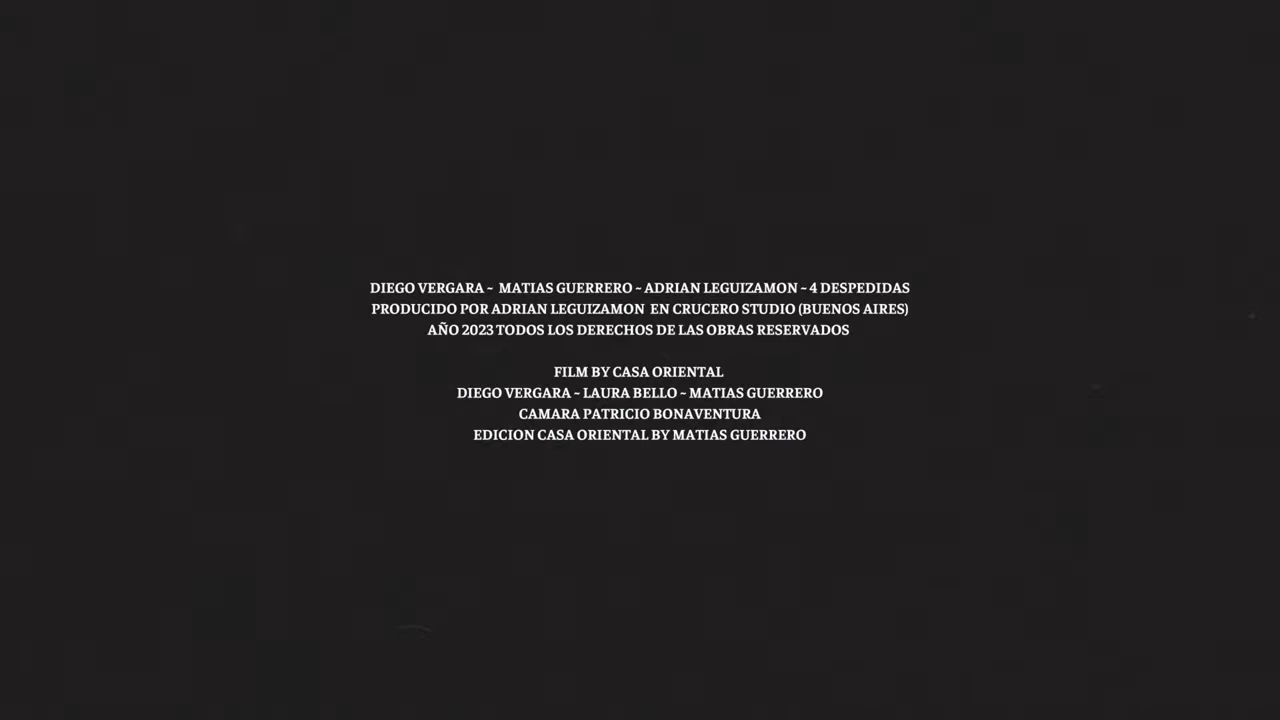 DIEGO VERGARA ~ MATIAS GUERRERO ~ ADRIAN LEGUIZAMON ~ 4 DESPEDIDAS
PRODUCIDO POR ADRIAN LEGUIZAMON EN CRUCERO STUDIO (BUENOS AIRES)
AÑO 2023 TODOS LOS DERECHOS DE LAS OBRAS RESERVADOS
FILM BY CASA ORIENTAL
DIEGO VERGARA ~ LAURA BELLO ~ MATIAS GUERRERO
CAMARA PATRICIO BONAVENTURA
EDICION CASA ORIENTAL BY MATIAS GUERRERO